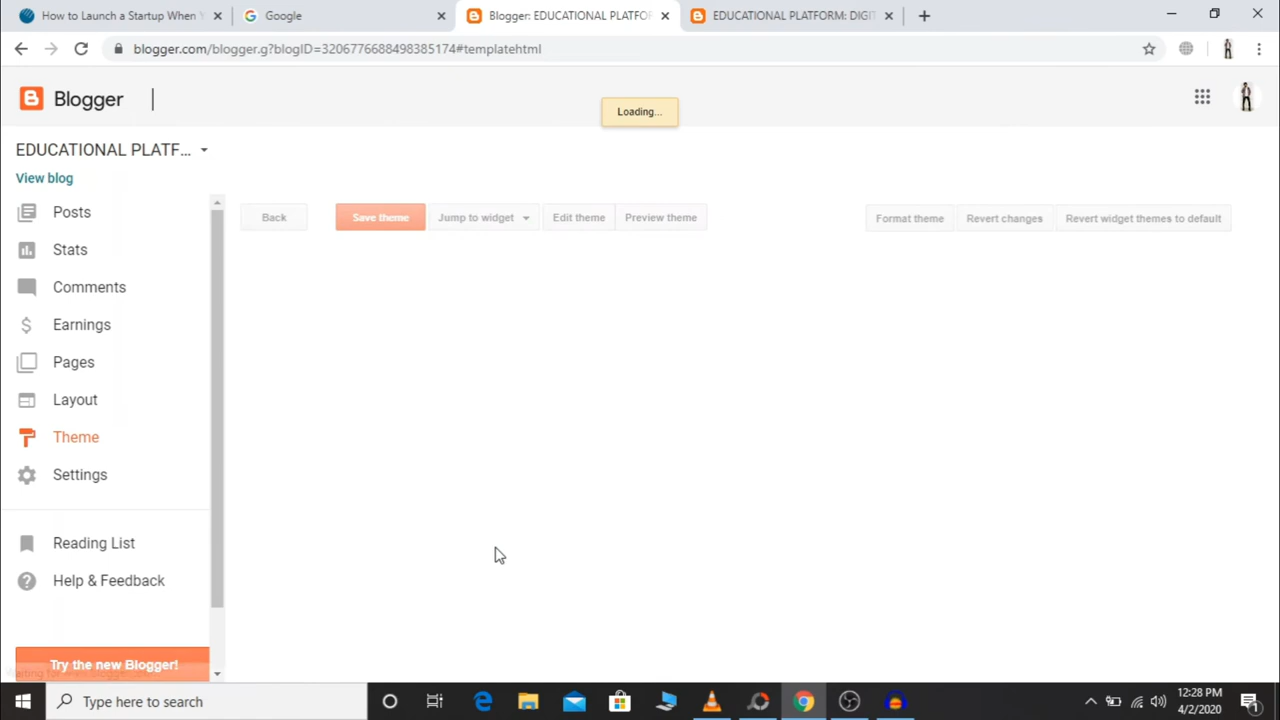 How to Launch a Startup When Y
Google
Blogger: EDUCATIONAL PLATFOR
EDUCATIONAL PLATFORM: DIGIT
blogger.com/blogger.g?blogID=3206776688498385174#templatehtml
Blogger
Loading...
EDUCATIONAL PLATF...
View blog
Back
Save theme
Jump to widget
Edit theme
Preview theme
Format theme
Revert changes
Revert widget themes to default
Posts
Stats
Comments
Earnings
Pages
Layout
Theme
Settings
Reading List
Help & Feedback
Try the new Blogger!
Type here to search
12:28 PM
4/2/2020
1